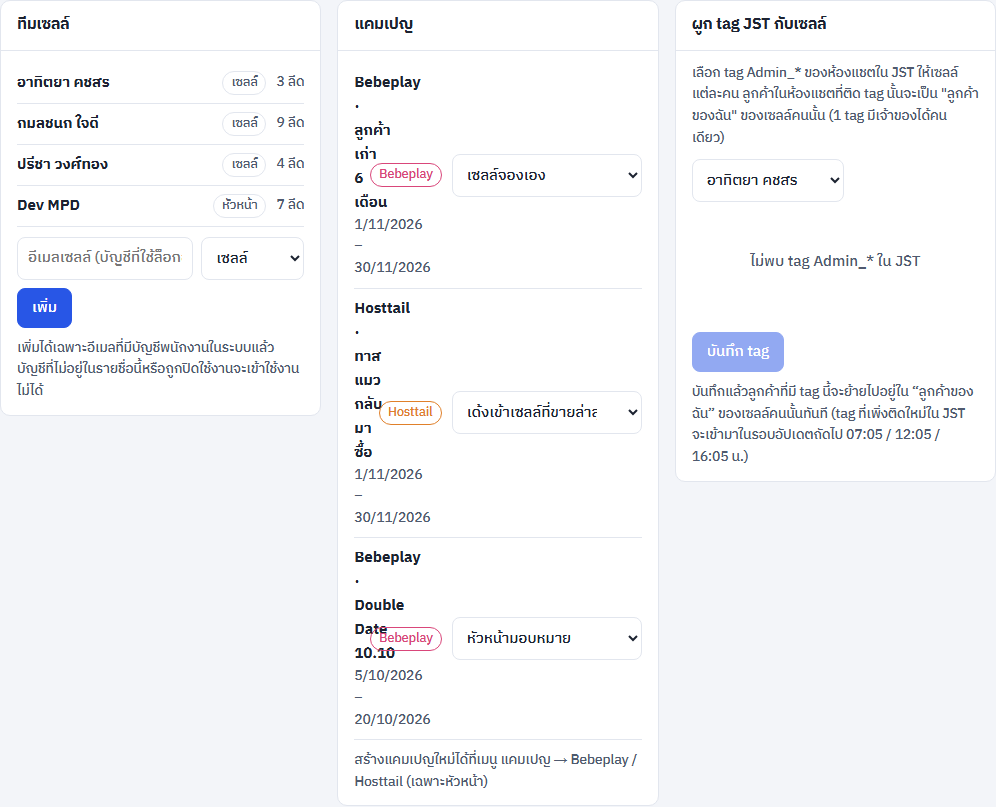 ทีมเซลล์
อาทิตยา คชสร เซลล์ 3 ลีด
กมลชนก ใจดี เซลล์ 9 ลีด
ปรีชา วงศ์ทอง เซลล์ 4 ลีด
Dev MPD หัวหน้า 7 ลีด
อีเมลเซลล์ (บัญชีที่ใช้ล็อก เซลล์
เพิ่ม
เพิ่มได้เฉพาะอีเมลที่มีบัญชีพนักงานในระบบแล้ว
บัญชีที่ไม่อยู่ในรายชื่อนี้หรือถูกปิดใช้งานจะเข้าใช้งาน
ไม่ได้
แคมเปญ
Bebeplay
·
ลูกค้า
เก่า
6
เดือน
1/11/2026
–
30/11/2026
Bebeplay
เซลล์จองเอง
Hosttail
·
ทาส
แมว
กลับ
มา
ซื้อ
1/11/2026
–
30/11/2026
Hosttail
เด้งเข้าเซลล์ที่ขายล่าส
Bebeplay
·
Double
Date
10.10
5/10/2026
–
20/10/2026
Bebeplay
หัวหน้ามอบหมาย
สร้างแคมเปญใหม่ได้ที่เมนู แคมเปญ → Bebeplay /
Hosttail (เฉพาะหัวหน้า)
ผูก tag JST กับเซลล์
เลือก tag Admin_* ของห้องแชตใน JST ให้เซลล์
แต่ละคน ลูกค้าในห้องแชตที่ติด tag นั้นจะเป็น "ลูกค้า
ของฉัน" ของเซลล์คนนั้น (1 tag มีเจ้าของได้คน
เดียว)
อาทิตยา คชสร
ไม่พบ tag Admin_* ใน JST
บันทึก tag
บันทึกแล้วลูกค้าที่มี tag นี้จะย้ายไปอยู่ใน “ลูกค้าของ
ฉัน” ของเซลล์คนนั้นทันที (tag ที่เพิ่งติดใหม่ใน JST
จะเข้ามาในรอบอัปเดตถัดไป 07:05 / 12:05 /
16:05 น.)